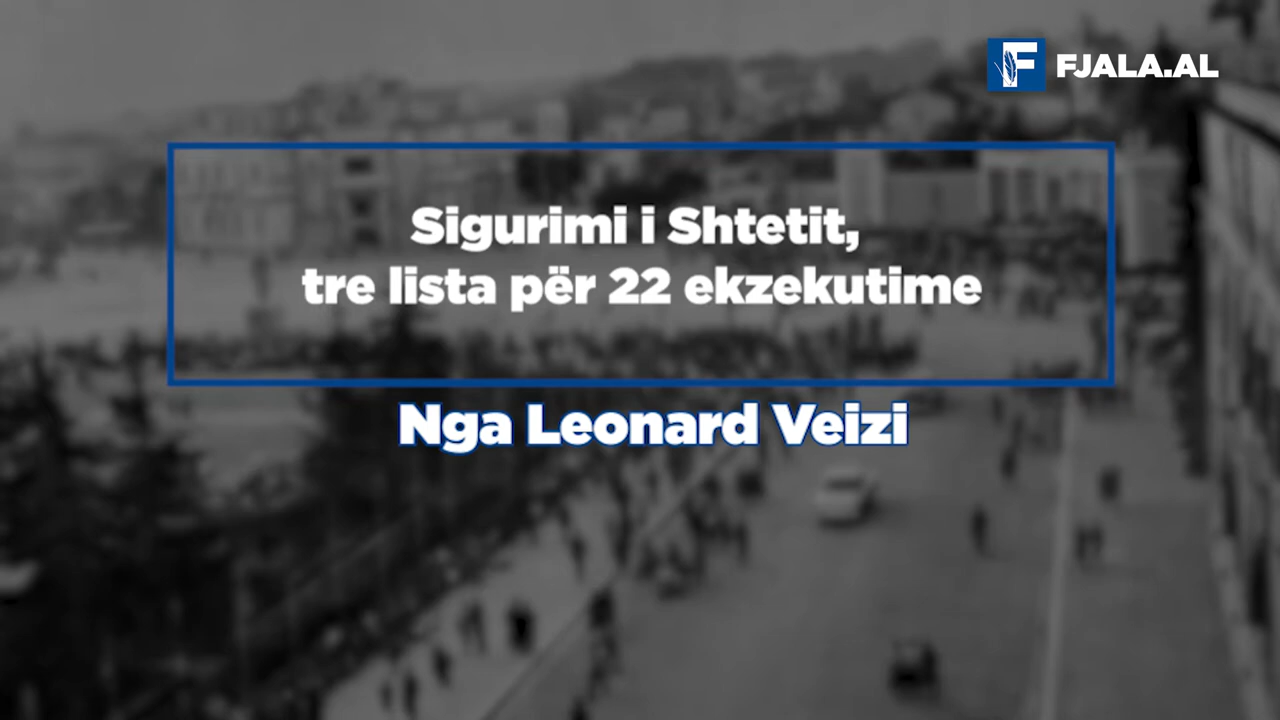 FJALA.AL
Sigurimi i Shtetit,
tre lista për 22 ekzekutime
Nga Leonard Veizi